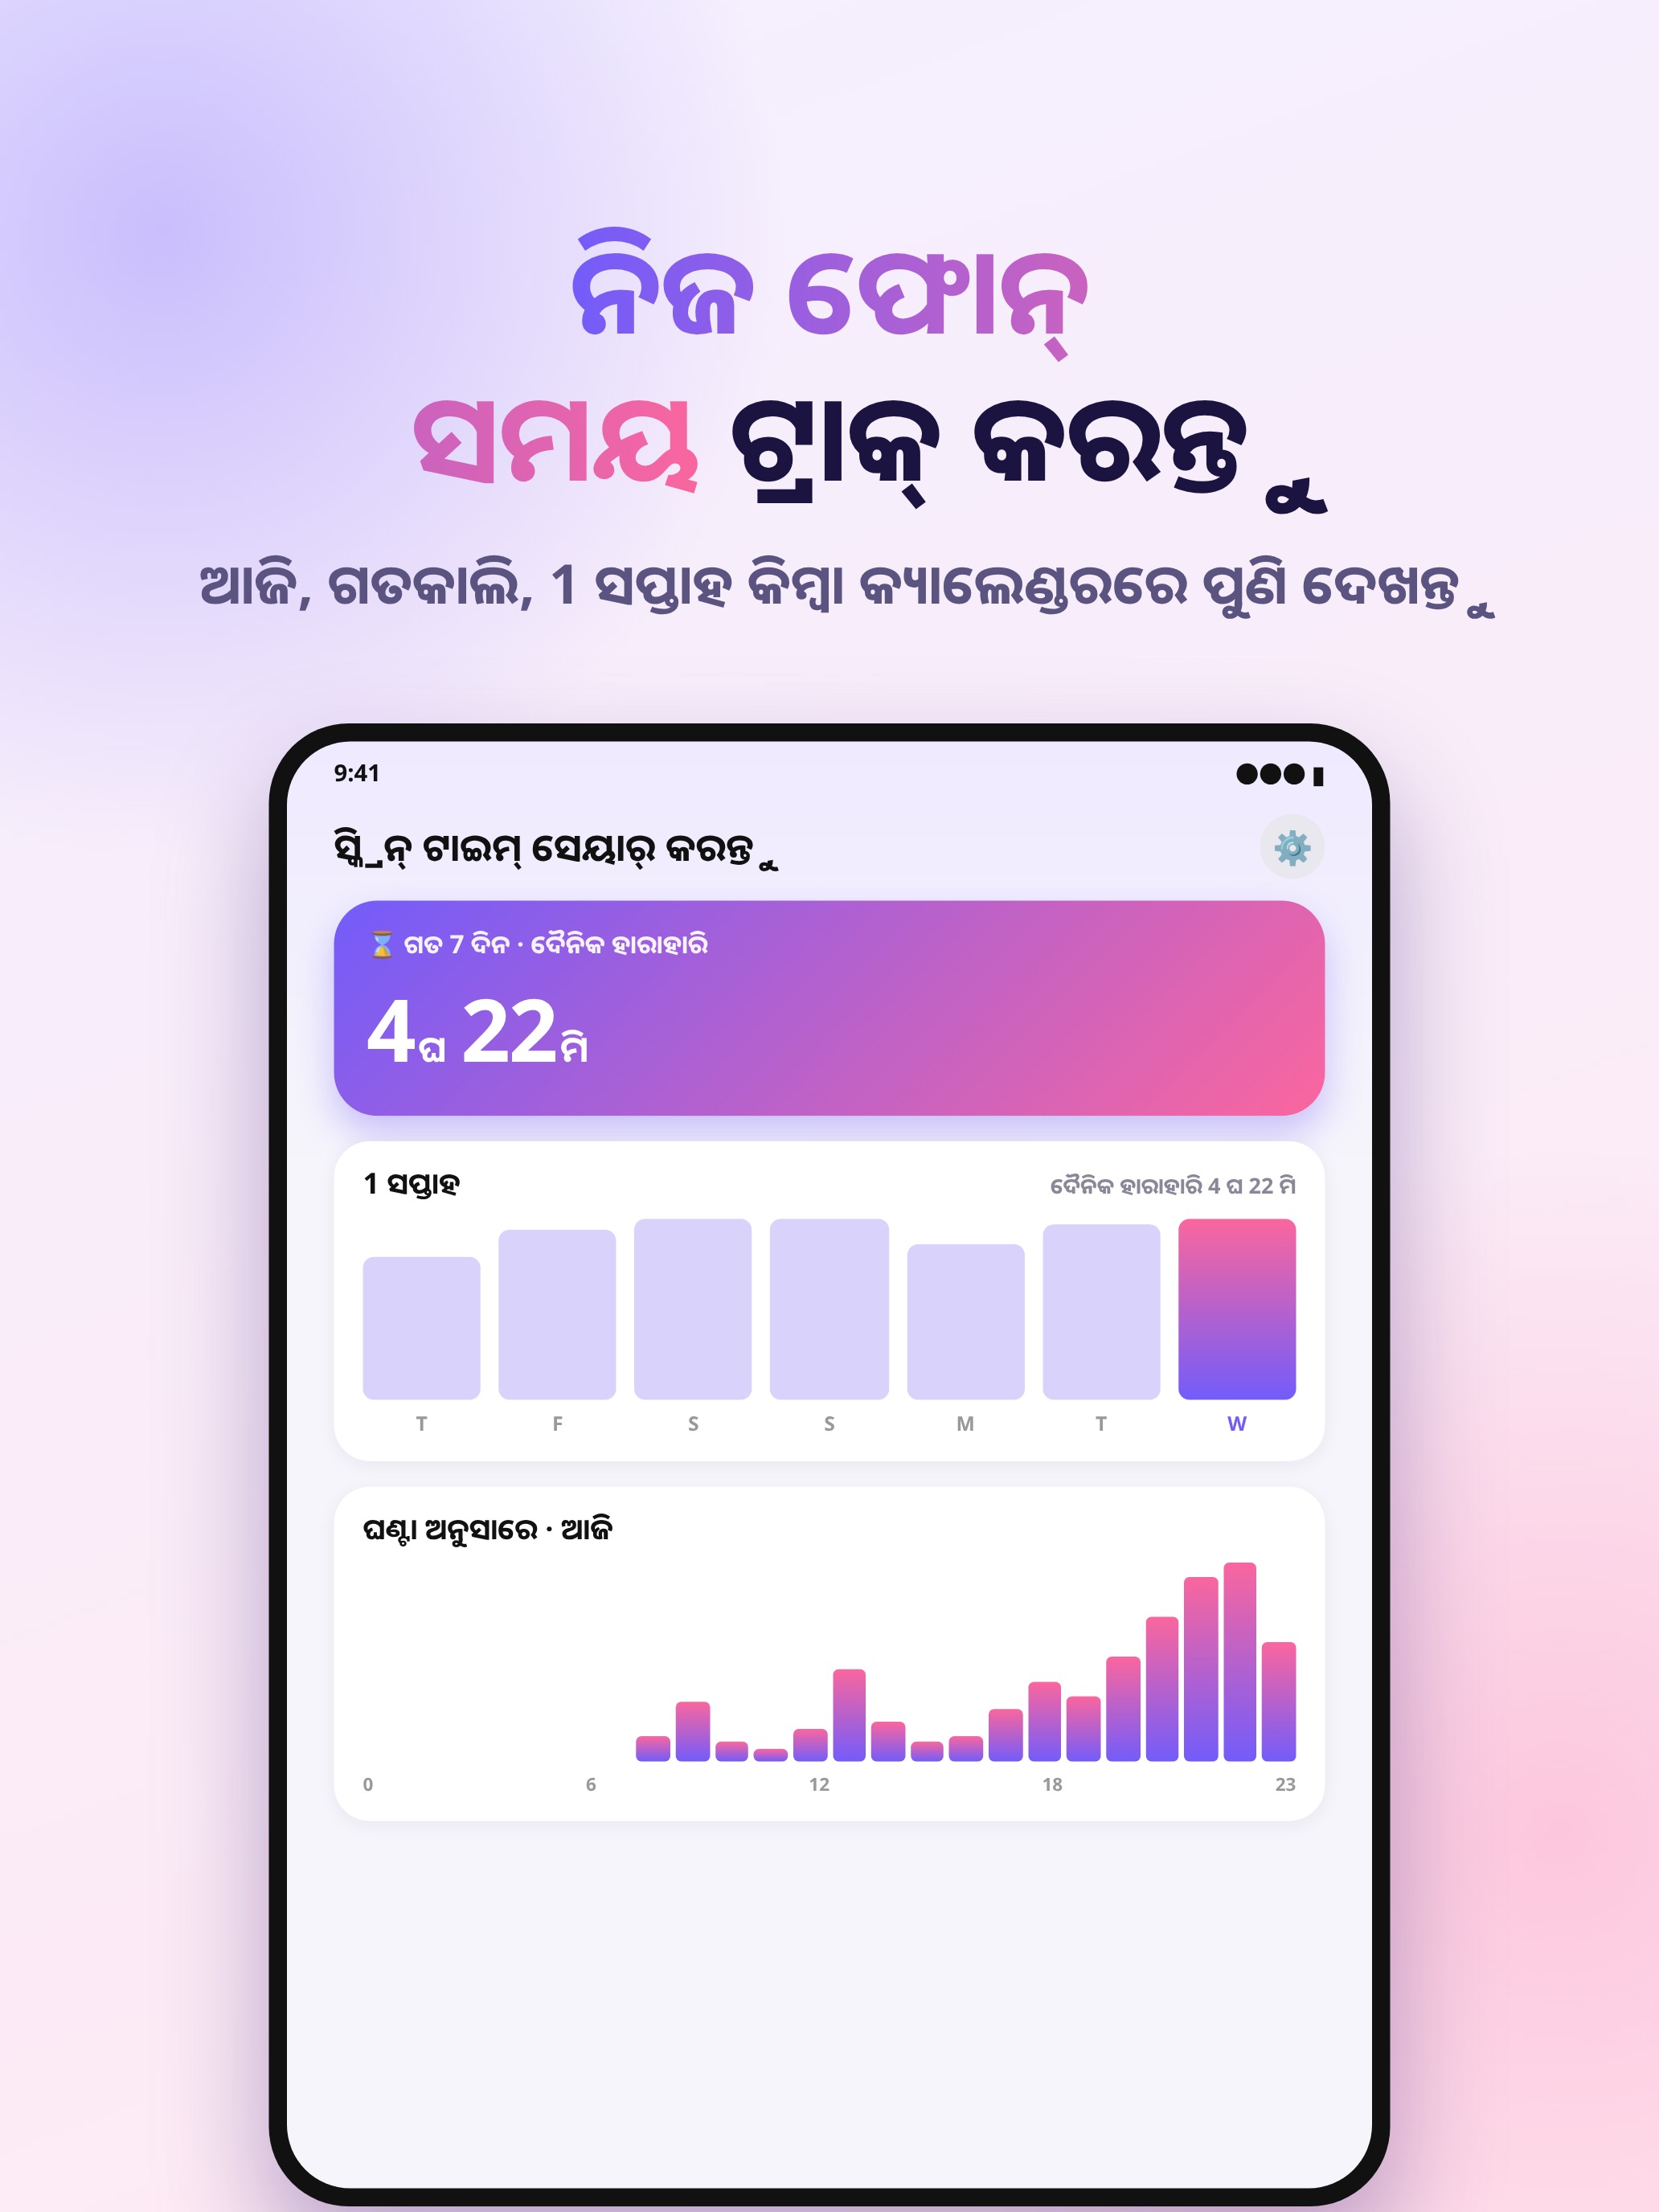 ନିଜ ଫୋନ୍
ସମୟ ଟ୍ରାକ୍ କରନ୍ତୁ
ଆଜି, ଗତକାଲି, 1 ସପ୍ତାହ କିମ୍ବା କ୍ୟାଲେଣ୍ଡରରେ ପୁଣି ଦେଖନ୍ତୁ
9:41
ସ୍କ୍ରିନ୍ ଟାଇମ୍ ସେୟାର୍ କରନ୍ତୁ
⌛ ଗତ 7 ଦିନ · ଦୈନିକ ହାରାହାରି
4ଘ 22ମି
1 ସପ୍ତାହ
ଦୈନିକ ହାରାହାରି 4 ଘ 22 ମି
T F S S M T W
ଘଣ୍ଟା ଅନୁସାରେ · ଆଜି
0 6 12 18 23